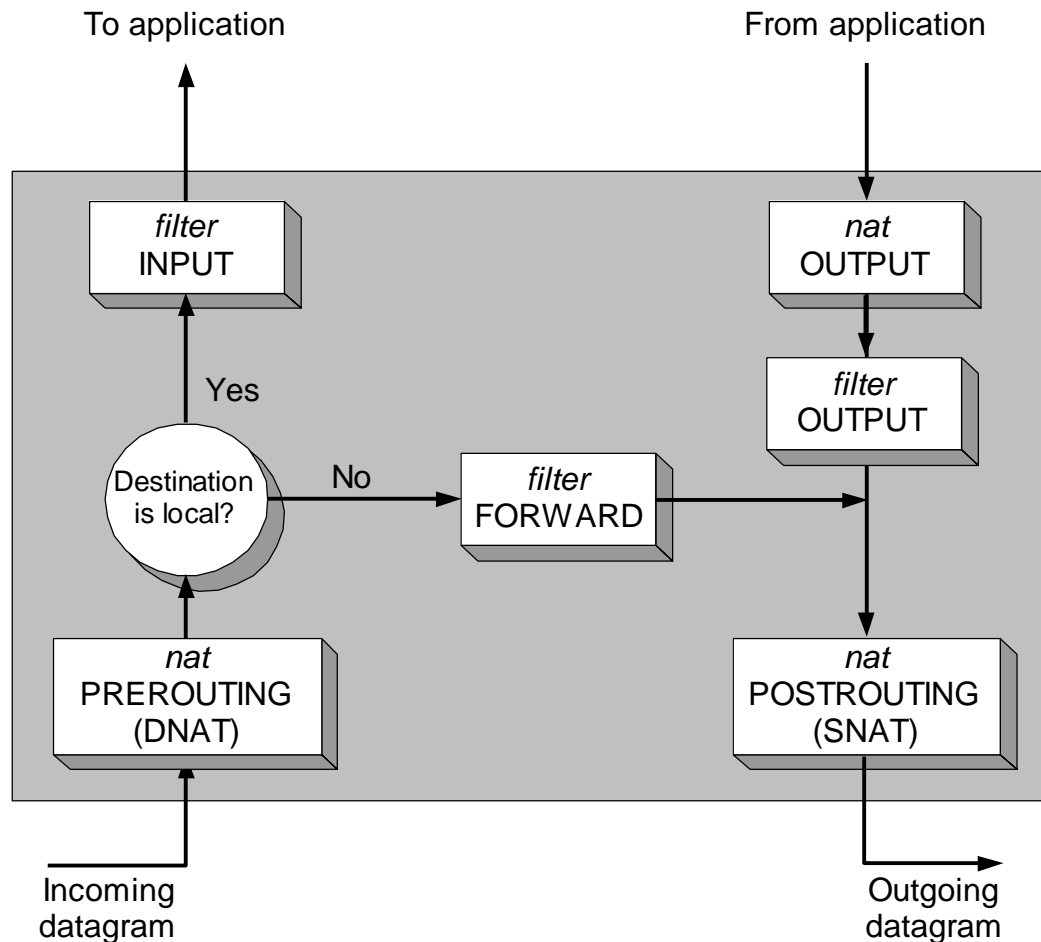 To application
From application
filter
INPUT
nat
OUTPUT
filter
OUTPUT
Yes
Destination
is local?
No
filter
FORWARD
nat
PREROUTING
(DNAT)
nat
POSTROUTING
(SNAT)
Incoming
datagram
Outgoing
datagram